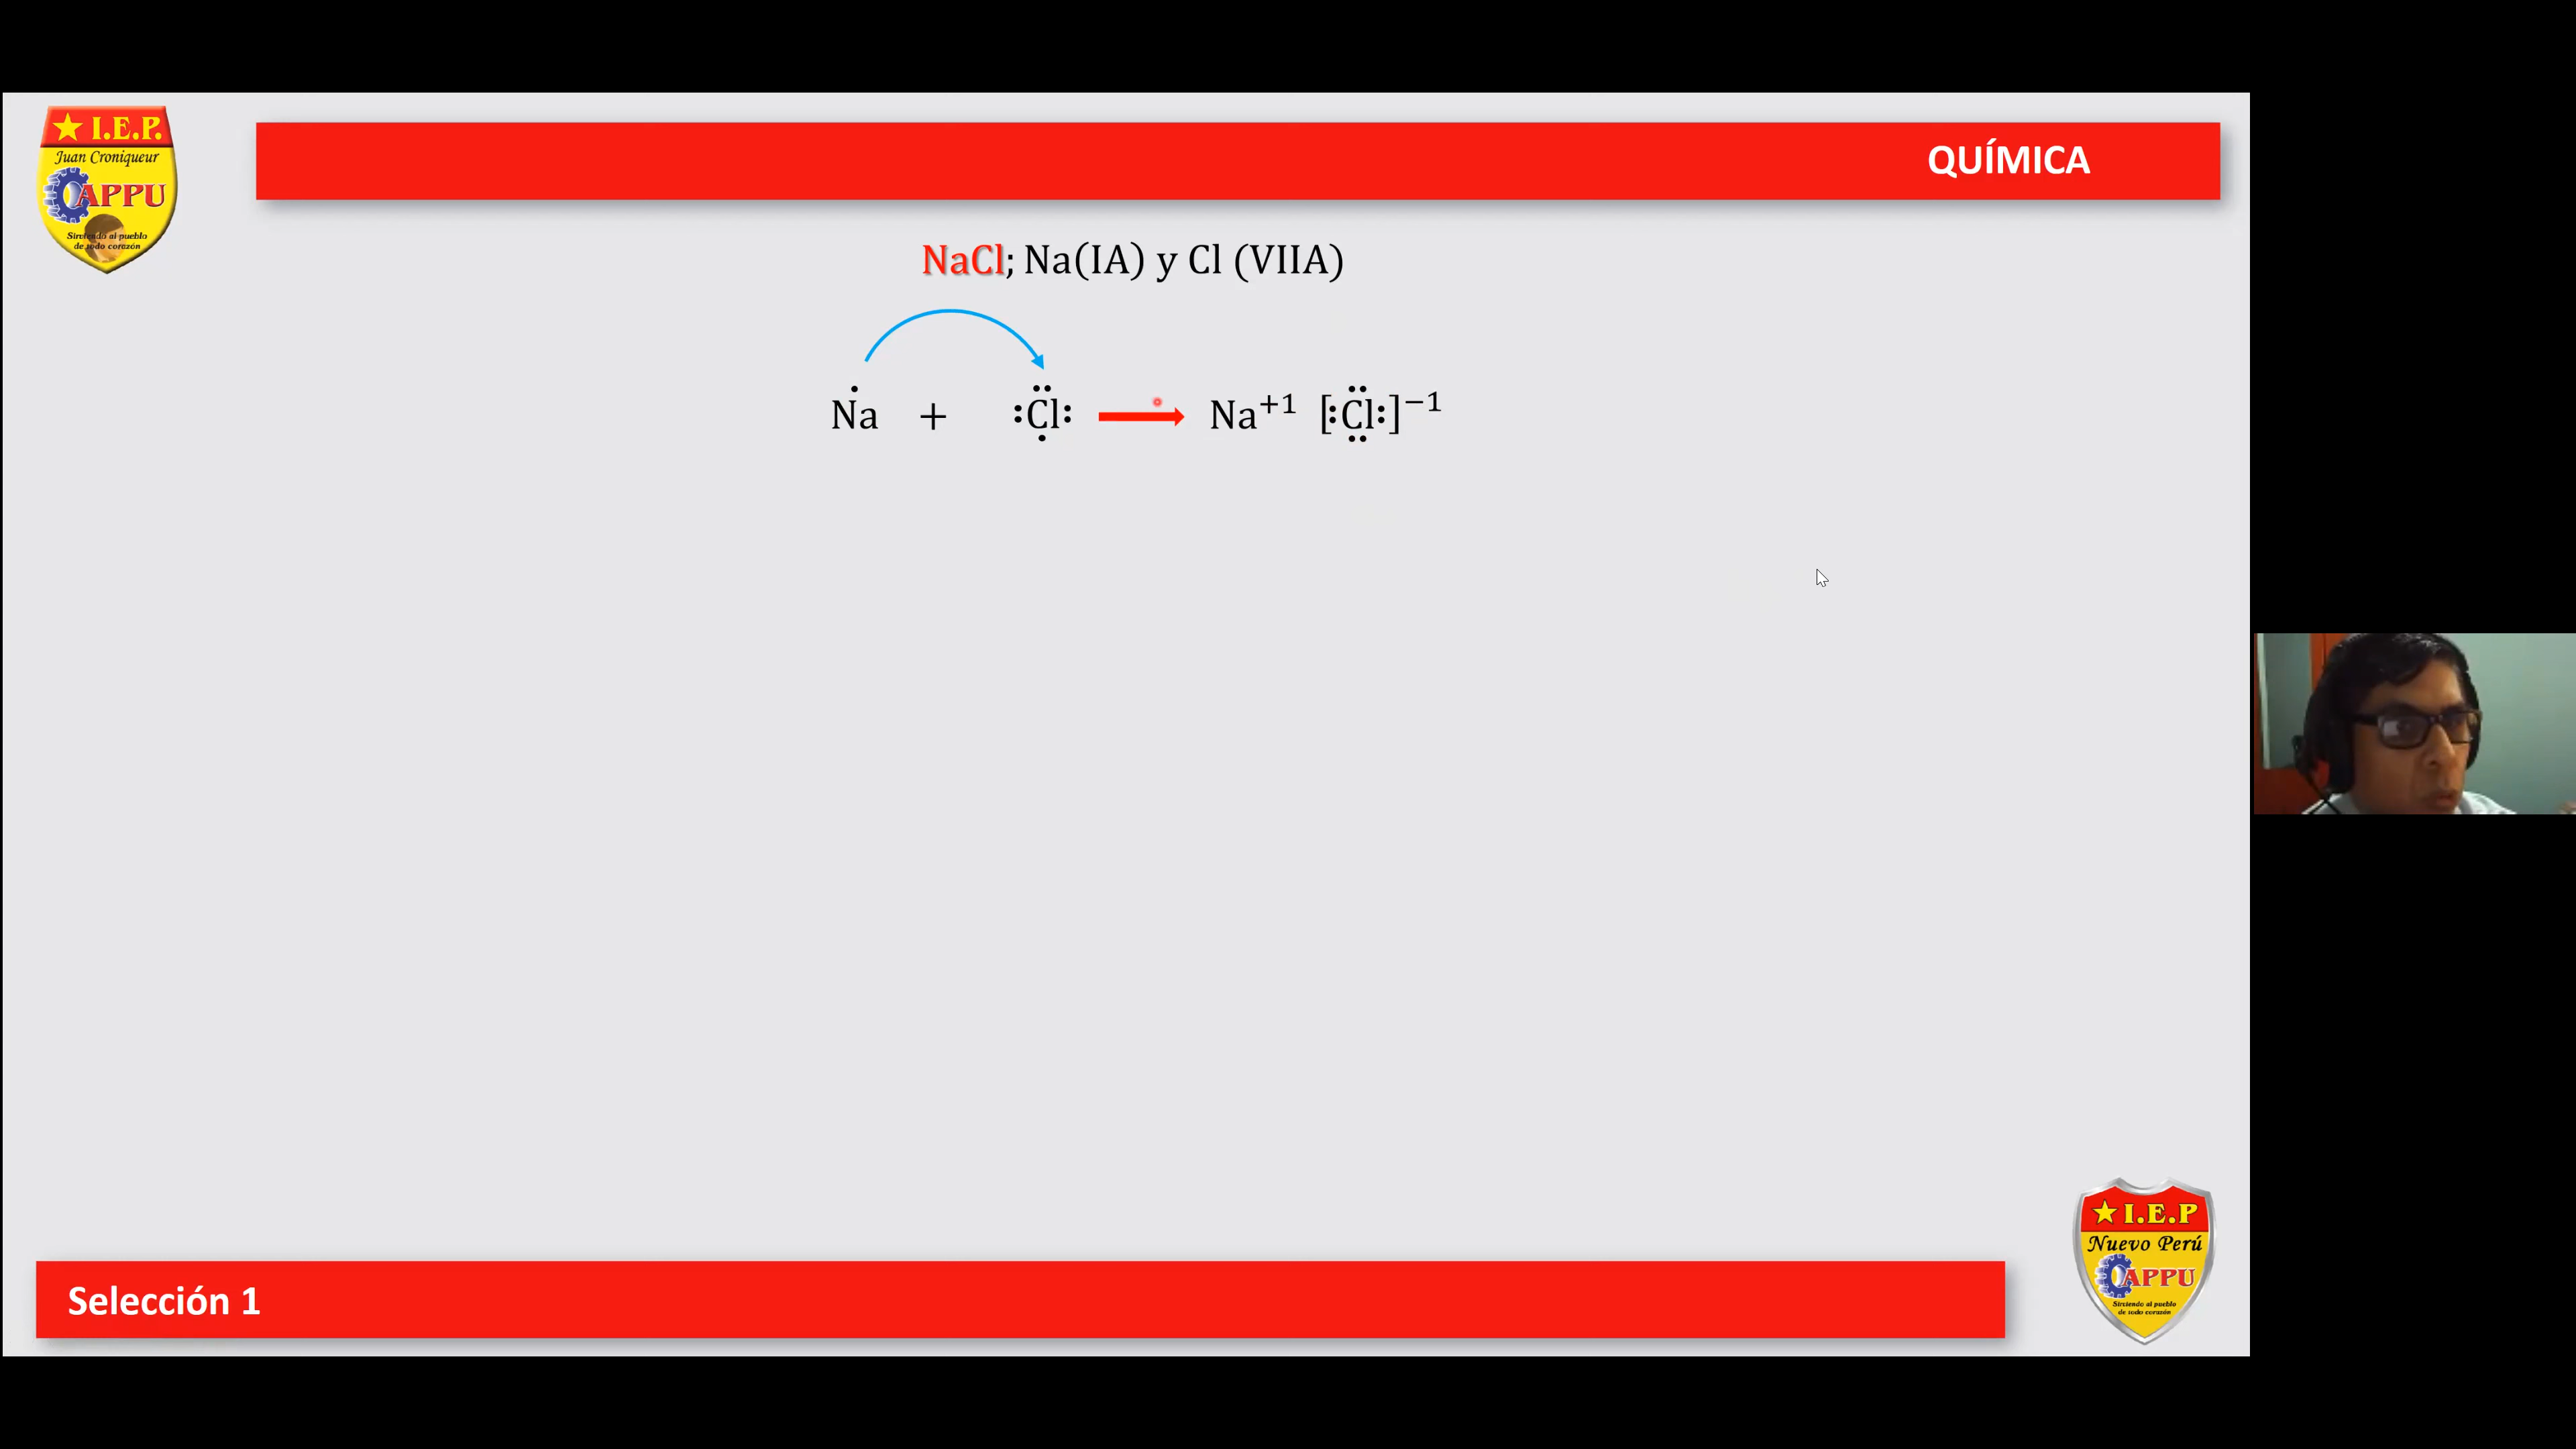 ★ I.E.P.
Juan Croniqueur
CAPPU
Sirviendo al pueblo
de todo corazón
QUÍMICA
NaCl; Na(IA) y Cl (VIIA)
Na + :Cl: → Na⁺¹ [:Cl:]⁻¹
Selección 1
★ I.E.P
Nuevo Perú
CAPPU
Sirviendo al pueblo
de todo corazón